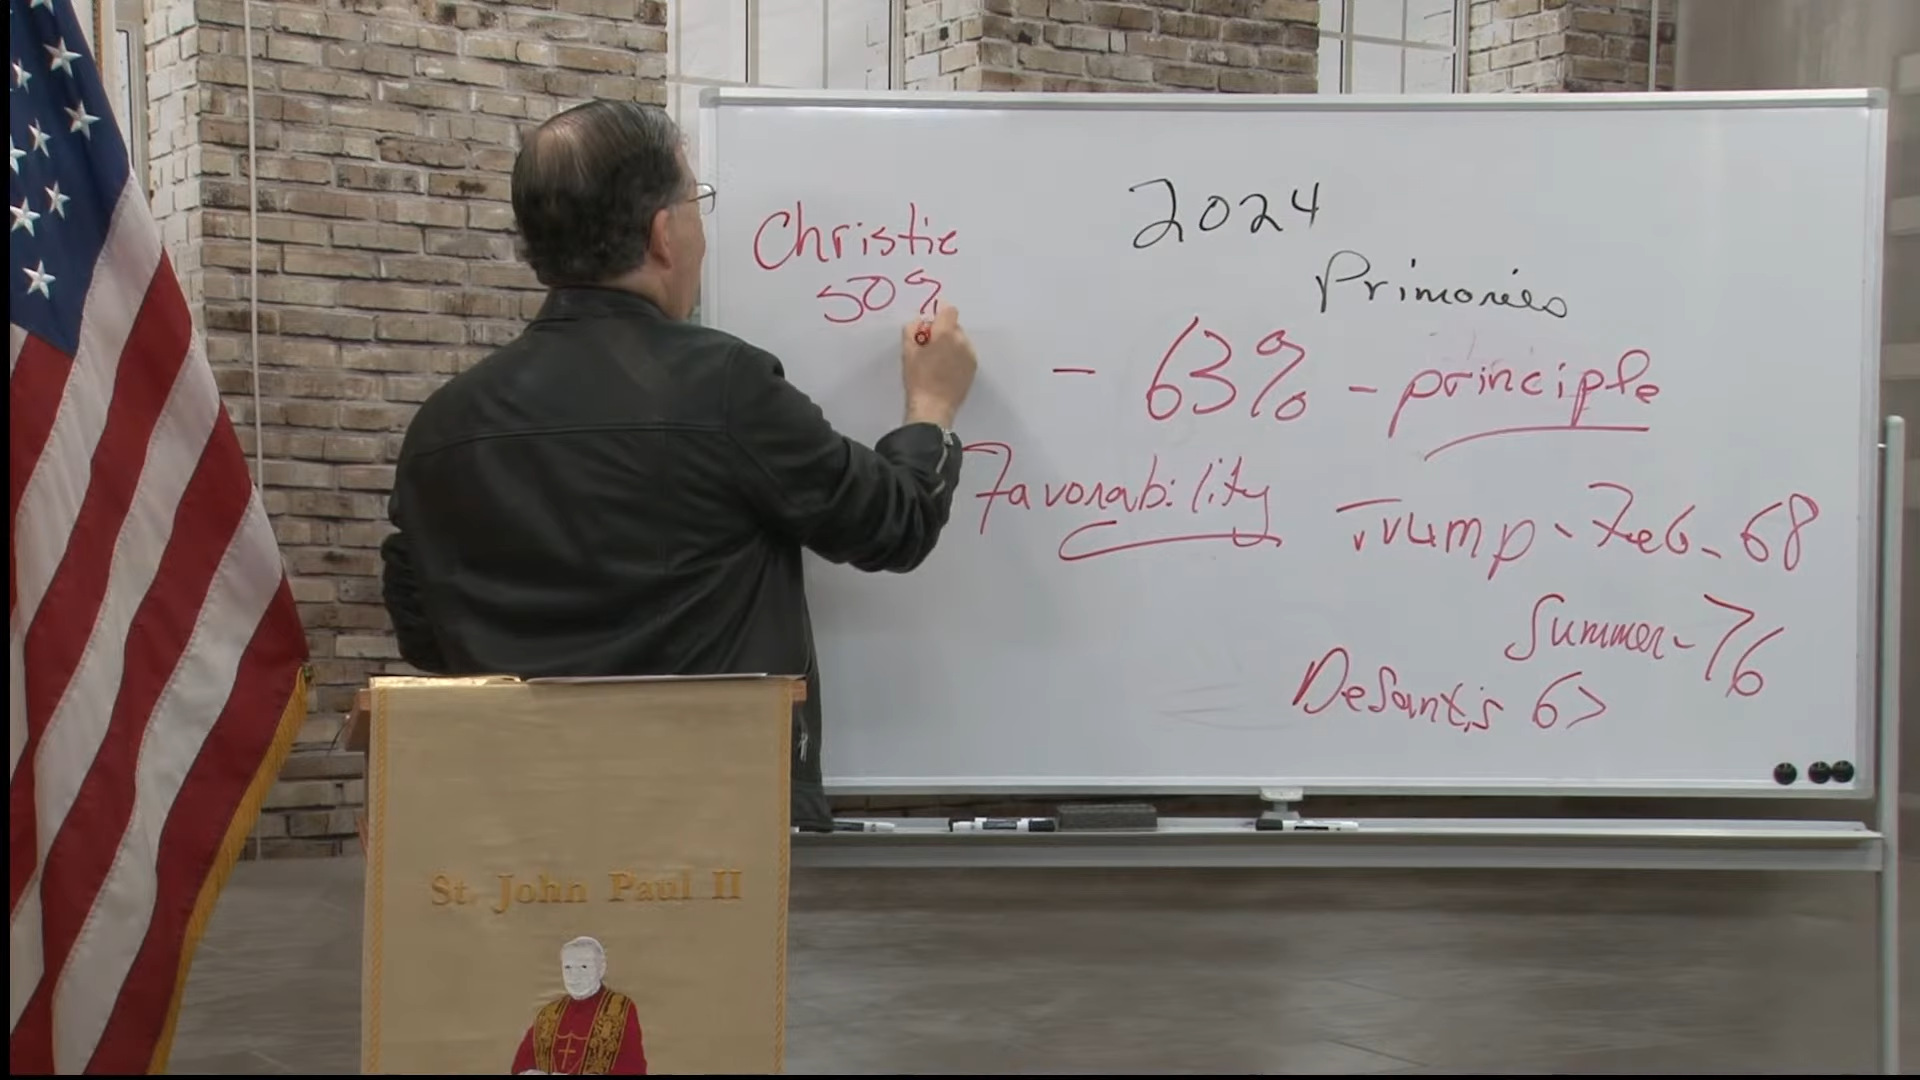 2024
Primaries
Christie
50%
- 63% - principle
Favorability
Trump - Feb - 68
Summer - 76
DeSantis 67
St. John Paul II